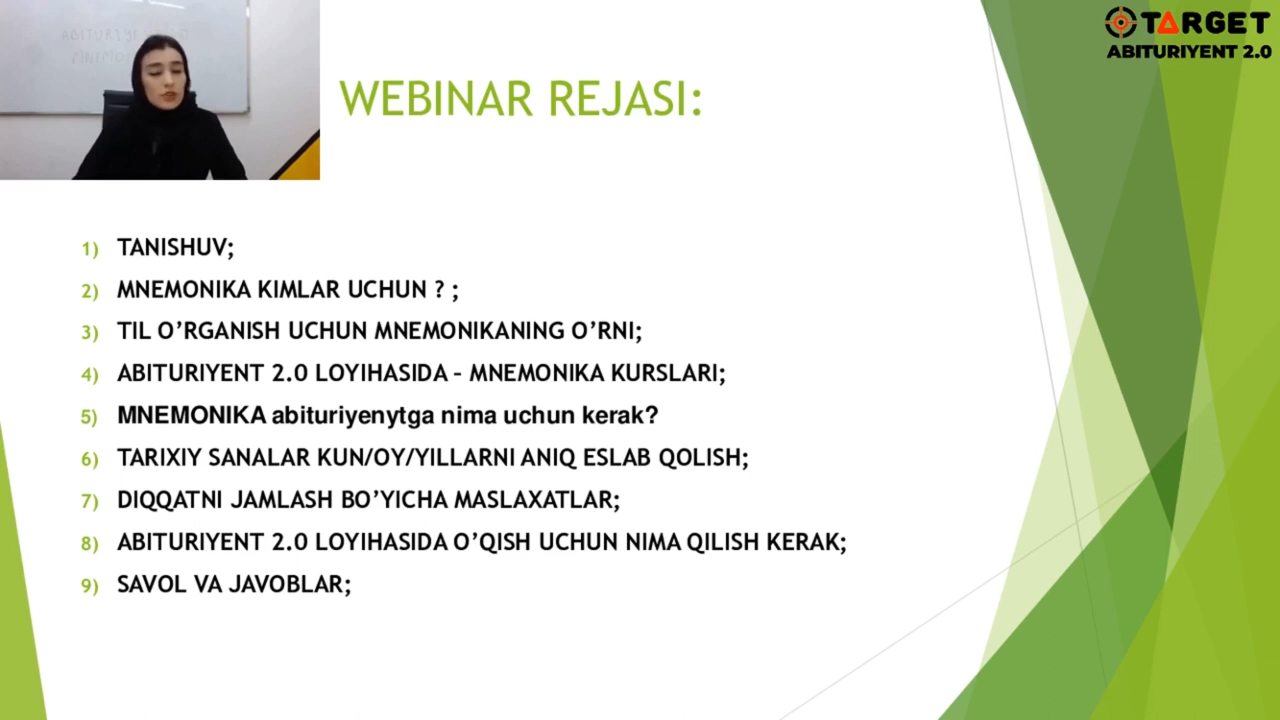 ABITURIYE
MNEMO
TARGET
ABITURIYENT 2.0
WEBINAR REJASI:
1) TANISHUV;
2) MNEMONIKA KIMLAR UCHUN ? ;
3) TIL O’RGANISH UCHUN MNEMONIKANING O’RNI;
4) ABITURIYENT 2.0 LOYIHASIDA – MNEMONIKA KURSLARI;
5) MNEMONIKA abituriyenytga nima uchun kerak?
6) TARIXIY SANALAR KUN/OY/YILLARNI ANIQ ESLAB QOLISH;
7) DIQQATNI JAMLASH BO’YICHA MASLAXATLAR;
8) ABITURIYENT 2.0 LOYIHASIDA O’QISH UCHUN NIMA QILISH KERAK;
9) SAVOL VA JAVOBLAR;